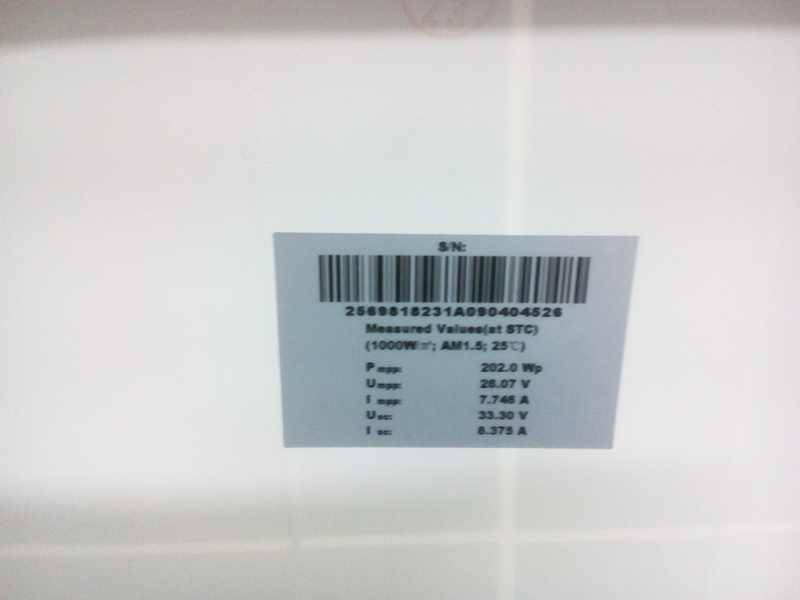 23
S/N:
2569818231A090404526
Measured Values(at STC)
(1000W/㎡; AM1.5; 25℃)
P mpp: 202.0 Wp
U mpp: 26.07 V
I mpp: 7.746 A
U oc: 33.30 V
I sc: 8.375 A